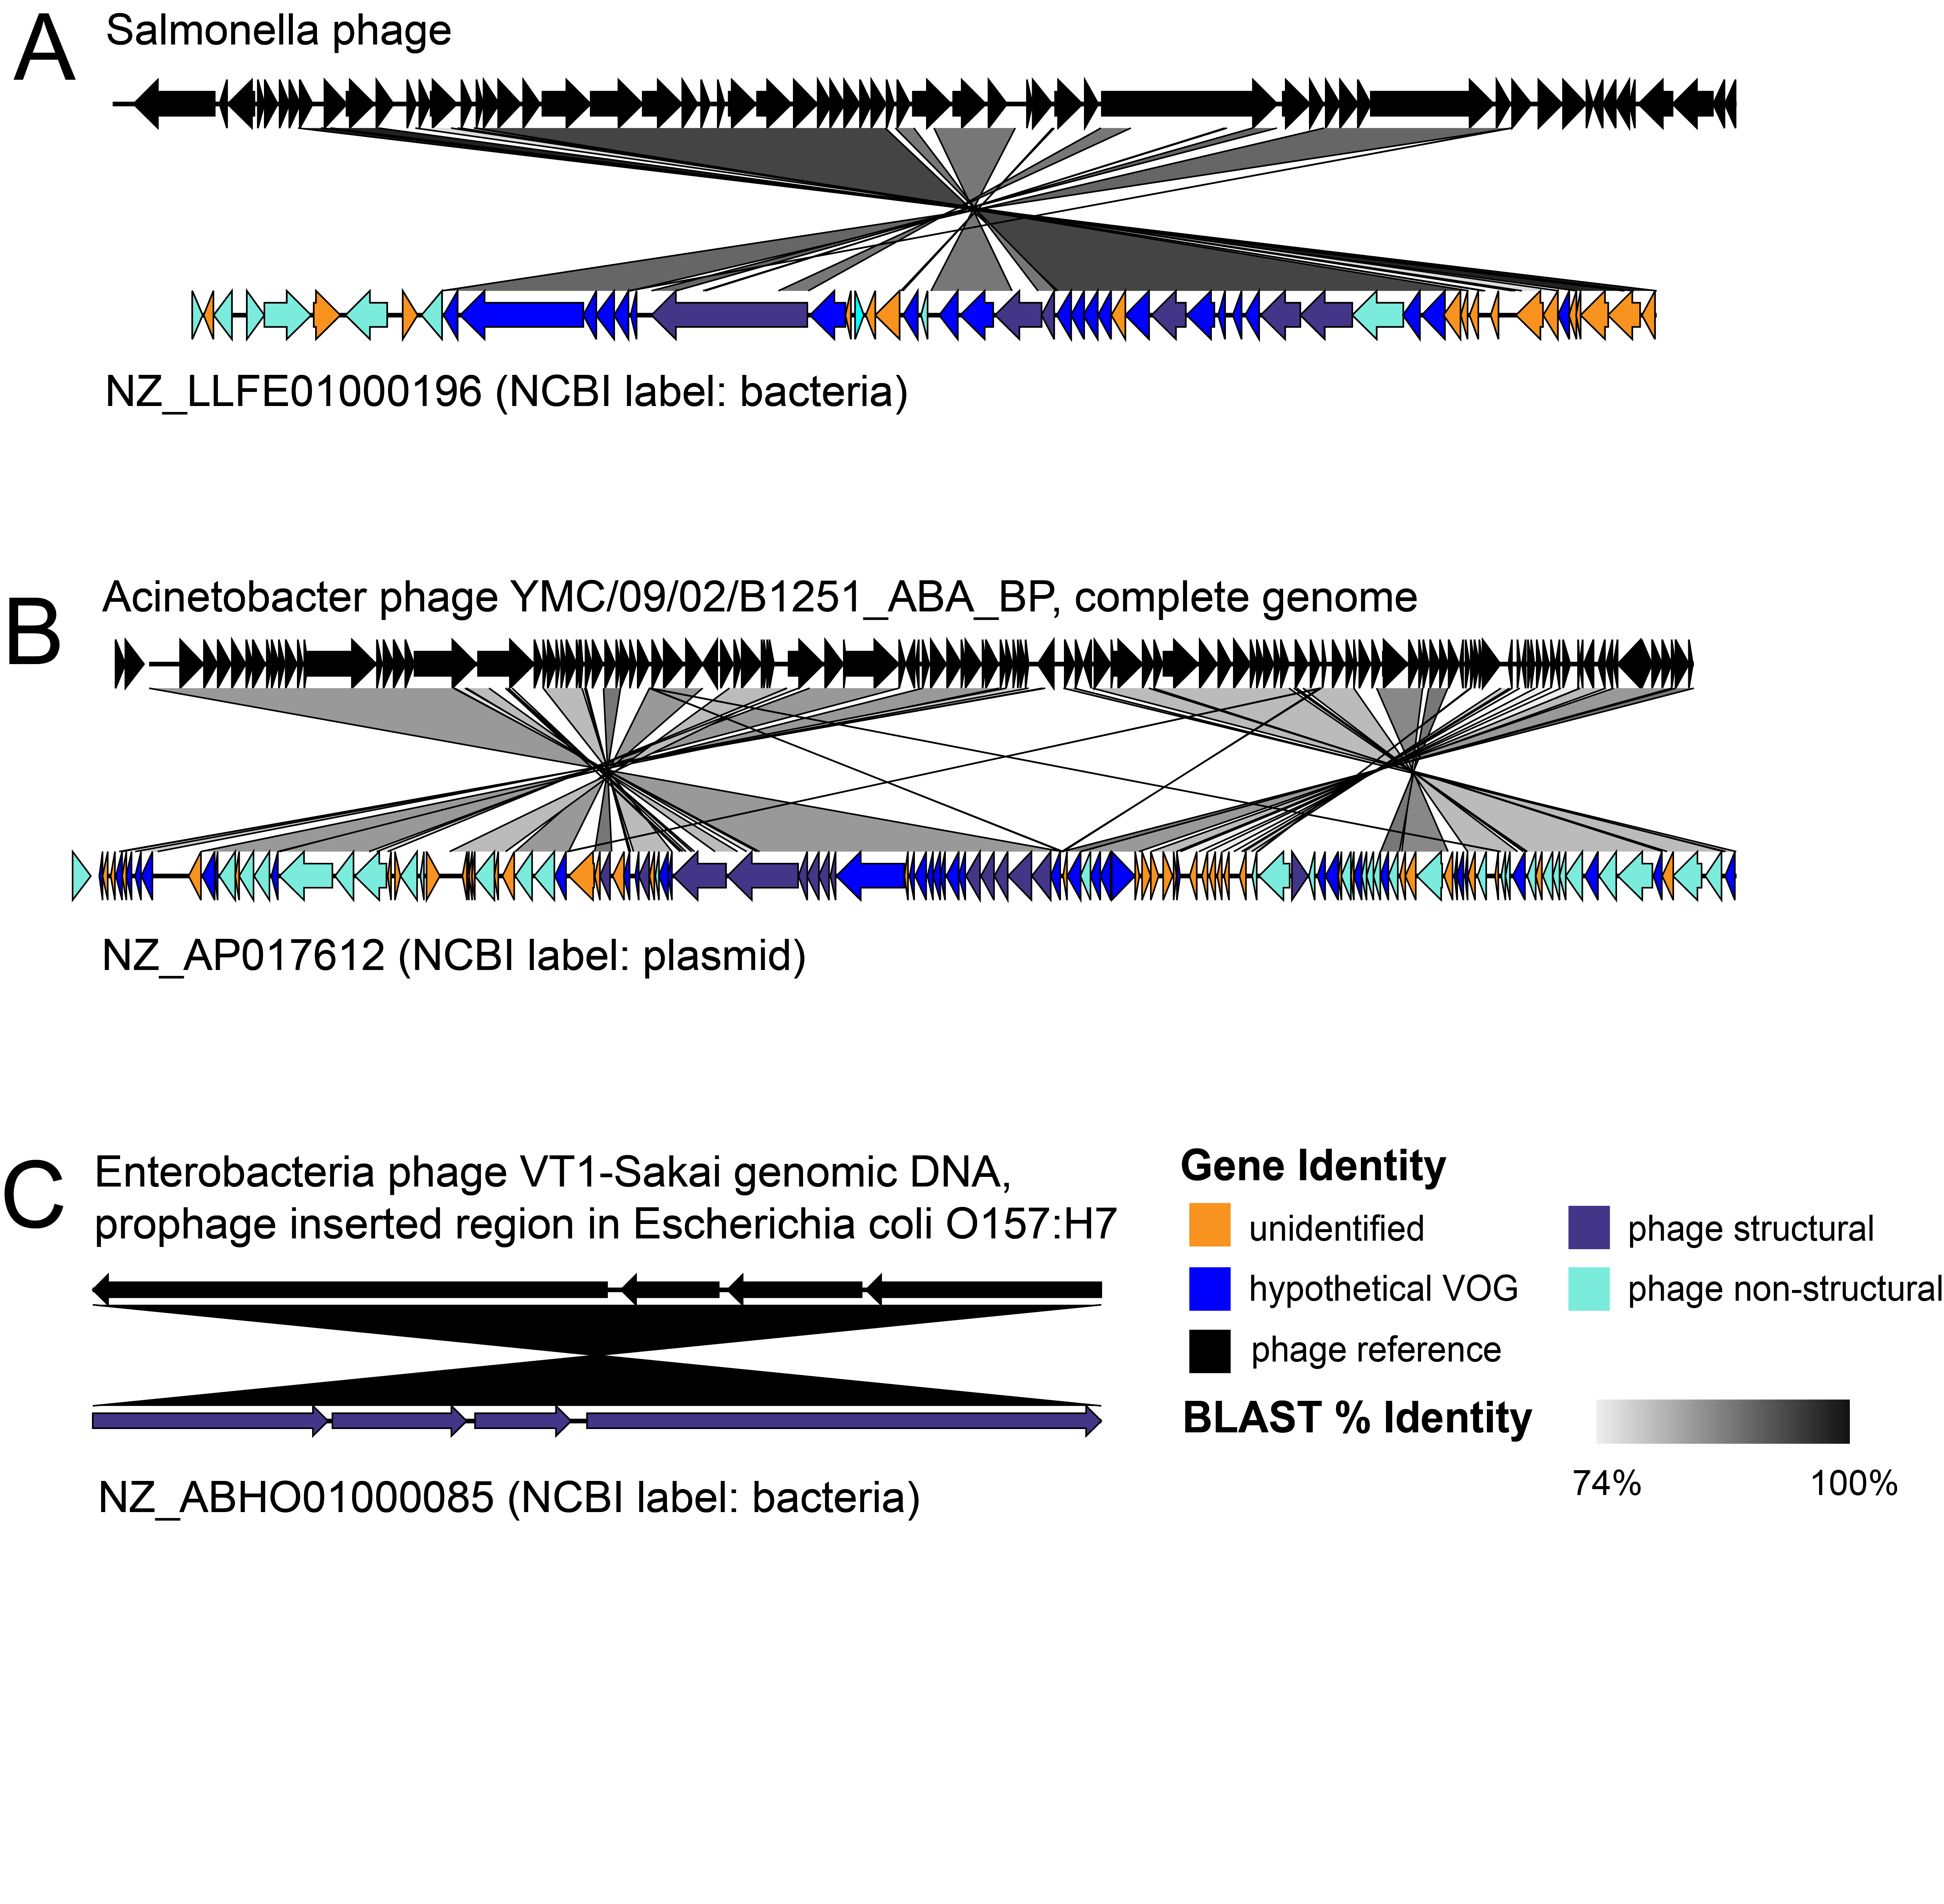 A
Salmonella phage
NZ_LLFE01000196 (NCBI label: bacteria)
B
Acinetobacter phage YMC/09/02/B1251_ABA_BP, complete genome
NZ_AP017612 (NCBI label: plasmid)
C
Enterobacteria phage VT1-Sakai genomic DNA,
prophage inserted region in Escherichia coli O157:H7
NZ_ABHO01000085 (NCBI label: bacteria)
Gene Identity
unidentified
phage structural
hypothetical VOG
phage non-structural
phage reference
BLAST % Identity
74% 100%